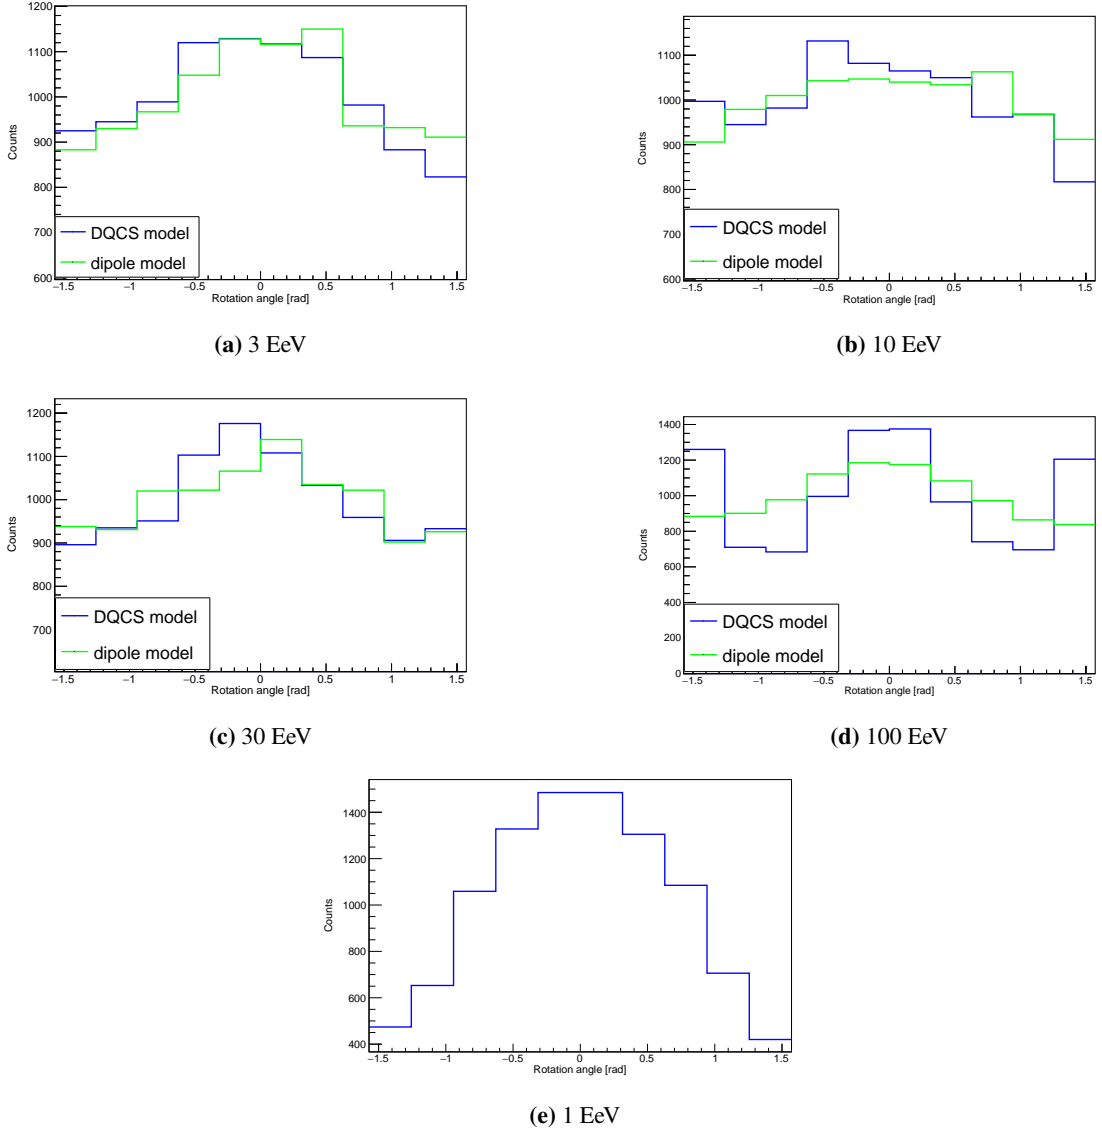 1200
1100
1000
900
800
700
600
Counts
DQCS model
dipole model
−1.5 −1 −0.5 0 0.5 1 1.5
Rotation angle [rad]
(a) 3 EeV
1100
1000
900
800
700
600
Counts
DQCS model
dipole model
−1.5 −1 −0.5 0 0.5 1 1.5
Rotation angle [rad]
(b) 10 EeV
1200
1100
1000
900
800
700
Counts
DQCS model
dipole model
−1.5 −1 −0.5 0 0.5 1 1.5
Rotation angle [rad]
(c) 30 EeV
1400
1200
1000
800
600
400
200
0
Counts
DQCS model
dipole model
−1.5 −1 −0.5 0 0.5 1 1.5
Rotation angle [rad]
(d) 100 EeV
1400
1200
1000
800
600
400
Counts
−1.5 −1 −0.5 0 0.5 1 1.5
Rotation angle [rad]
(e) 1 EeV